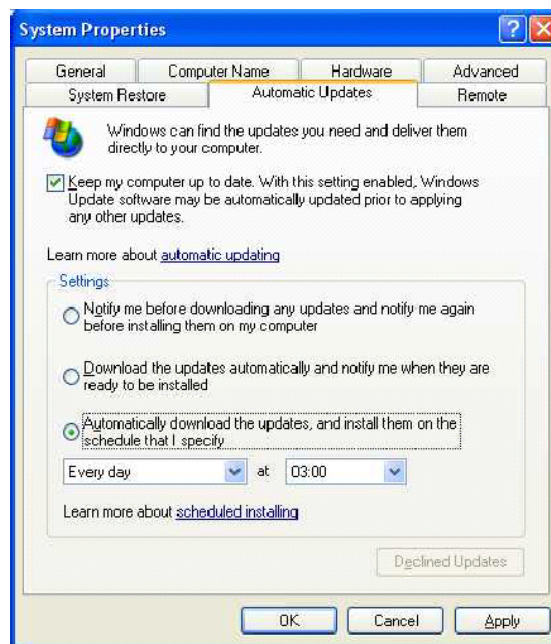 System Properties
General Computer Name Hardware Advanced
System Restore Automatic Updates Remote
Windows can find the updates you need and deliver them
directly to your computer.
Keep my computer up to date. With this setting enabled, Windows
Update software may be automatically updated prior to applying
any other updates.
Learn more about automatic updating
Settings
Notify me before downloading any updates and notify me again
before installing them on my computer
Download the updates automatically and notify me when they are
ready to be installed
Automatically download the updates, and install them on the
schedule that I specify
Every day at 03:00
Learn more about scheduled installing
Declined Updates
OK Cancel Apply